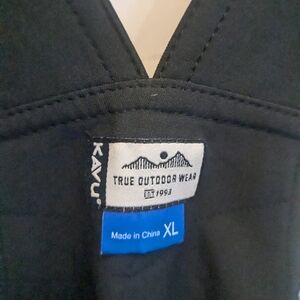 KAVU
TRUE OUTDOOR WEAR
EST 1993
Made in China XL